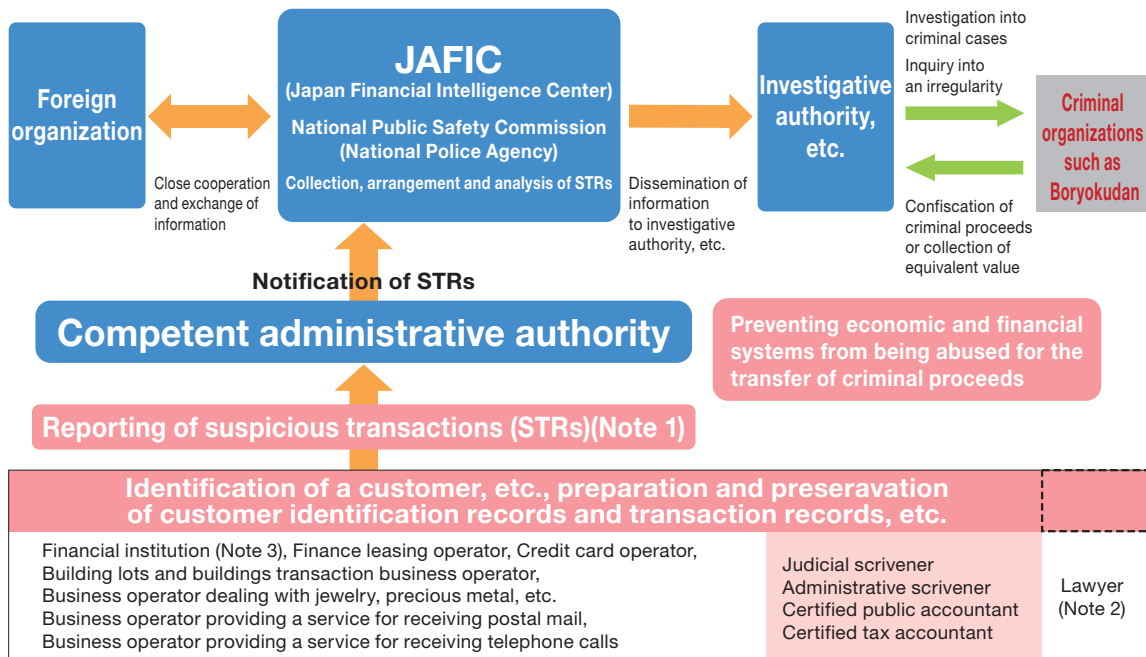 Foreign
organization
Close cooperation
and exchange of
information
JAFIC
(Japan Financial Intelligence Center)
National Public Safety Commission
(National Police Agency)
Collection, arrangement and analysis of STRs
Dissemination of
information
to investigative
authority, etc.
Investigative
authority,
etc.
Investigation into
criminal cases
Inquiry into
an irregularity
Confiscation of
criminal proceeds
or collection of
equivalent value
Criminal
organizations
such as
Boryokudan
Notification of STRs
Competent administrative authority
Preventing economic and financial
systems from being abused for the
transfer of criminal proceeds
Reporting of suspicious transactions (STRs)(Note 1)
Identification of a customer, etc., preparation and preseravation
of customer identification records and transaction records, etc.
Financial institution (Note 3), Finance leasing operator, Credit card operator,
Building lots and buildings transaction business operator,
Business operator dealing with jewelry, precious metal, etc.
Business operator providing a service for receiving postal mail,
Business operator providing a service for receiving telephone calls
Judicial scrivener
Administrative scrivener
Certified public accountant
Certified tax accountant
Lawyer
(Note 2)